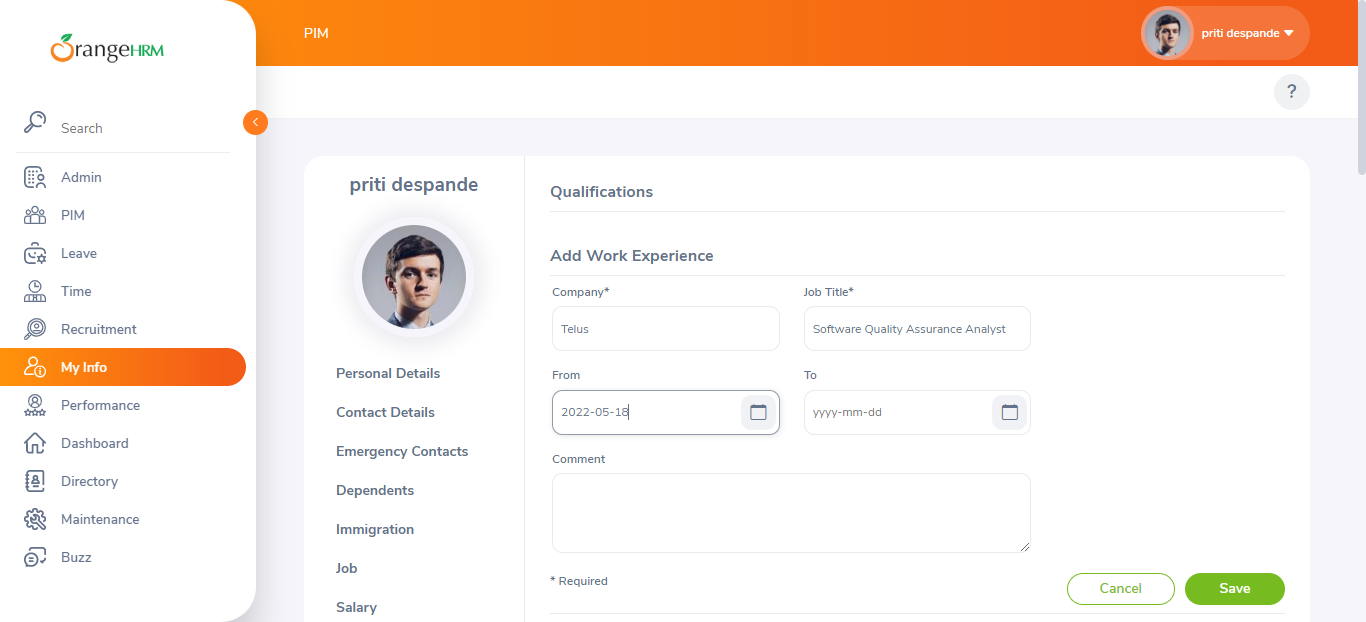 OrangeHRM
PIM
priti despande
?
Search
Admin
PIM
Leave
Time
Recruitment
My Info
Performance
Dashboard
Directory
Maintenance
Buzz
priti despande
Personal Details
Contact Details
Emergency Contacts
Dependents
Immigration
Job
Salary
Qualifications
Add Work Experience
Company* Job Title*
Telus Software Quality Assurance Analyst
From To
2022-05-18 yyyy-mm-dd
Comment
* Required
Cancel Save